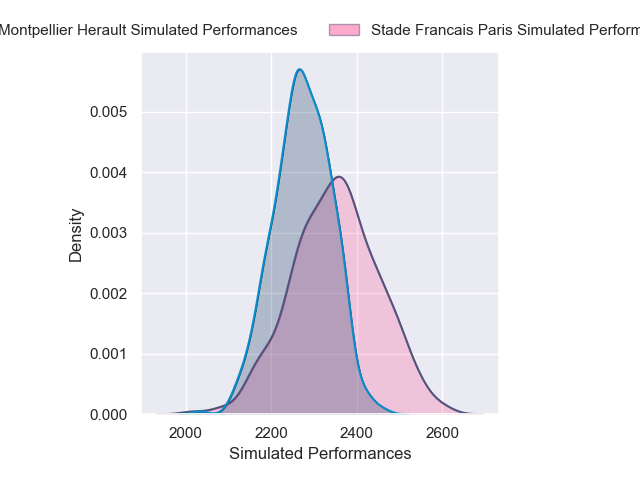 Montpellier Herault Simulated Performances Stade Francais Paris Simulated
0.005
0.004
0.003
0.002
0.001
0.000
Density
2000 2200 2400 2600
Simulated Performances